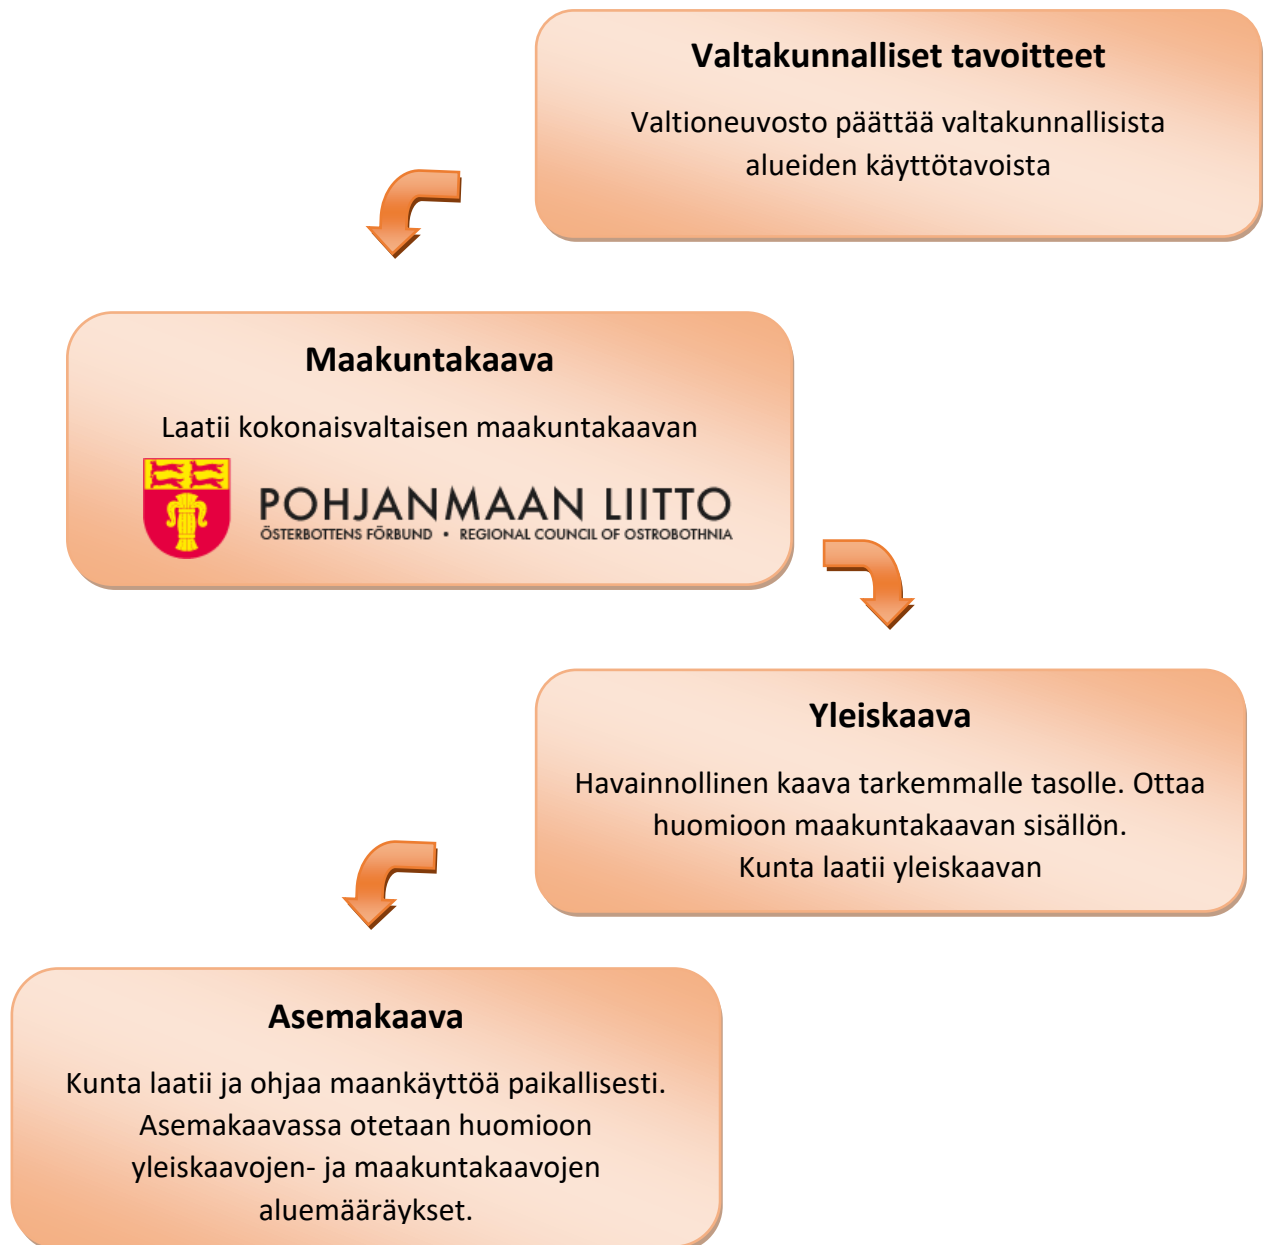 Valtakunnalliset tavoitteet
Valtioneuvosto päättää valtakunnallisista
alueiden käyttötavoista
Maakuntakaava
Laatii kokonaisvaltaisen maakuntakaavan
POHJANMAAN LIITTO
ÖSTERBOTTENS FÖRBUND • REGIONAL COUNCIL OF OSTROBOTHNIA
Yleiskaava
Havainnollinen kaava tarkemmalle tasolle. Ottaa
huomioon maakuntakaavan sisällön.
Kunta laatii yleiskaavan
Asemakaava
Kunta laatii ja ohjaa maankäyttöä paikallisesti.
Asemakaavassa otetaan huomioon
yleiskaavojen- ja maakuntakaavojen
aluemääräykset.